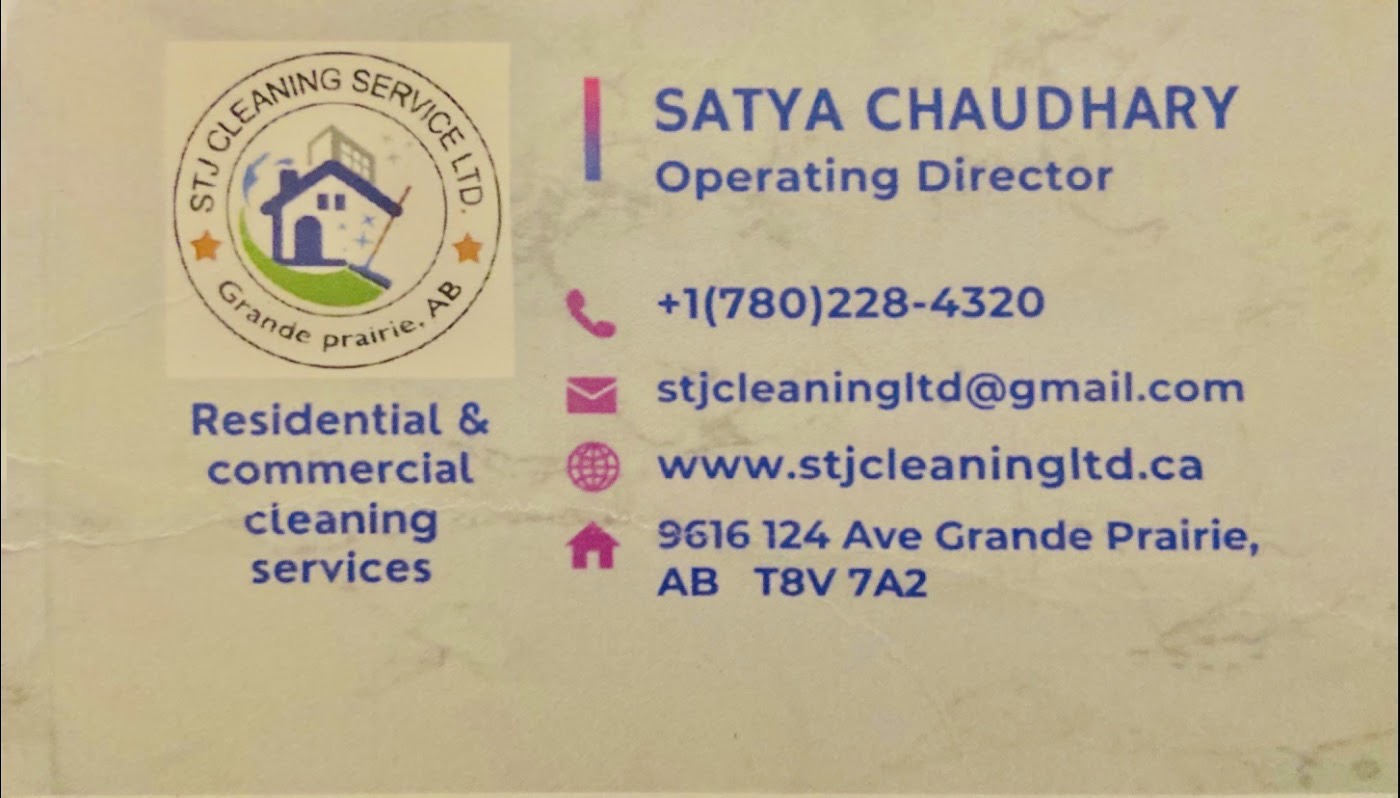 STJ CLEANING SERVICE LTD.
Grande prairie, AB
Residential &
commercial
cleaning
services
SATYA CHAUDHARY
Operating Director
+1(780)228-4320
stjcleaningltd@gmail.com
www.stjcleaningltd.ca
9616 124 Ave Grande Prairie,
AB T8V 7A2